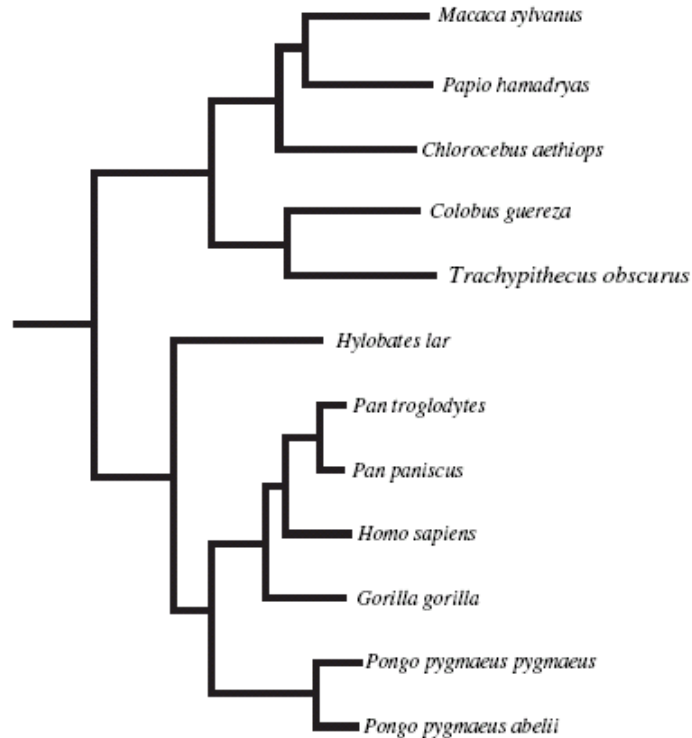 Macaca sylvanus
Papio hamadryas
Chlorocebus aethiops
Colobus guereza
Trachypithecus obscurus
Hylobates lar
Pan troglodytes
Pan paniscus
Homo sapiens
Gorilla gorilla
Pongo pygmaeus pygmaeus
Pongo pygmaeus abelii